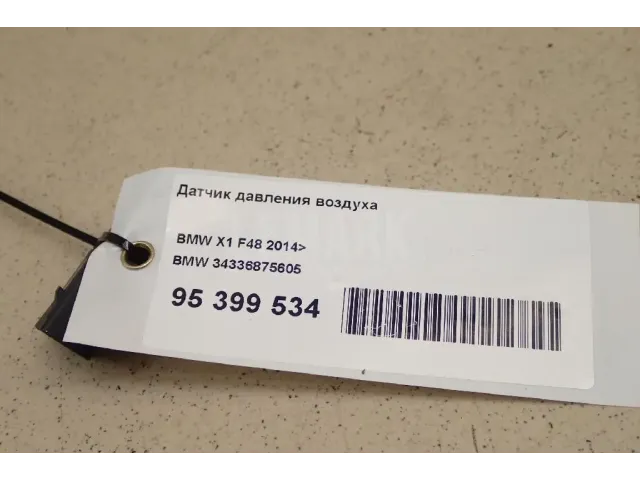 Датчик давления воздуха
BMW X1 F48 2014>
BMW 34336875605
95 399 534